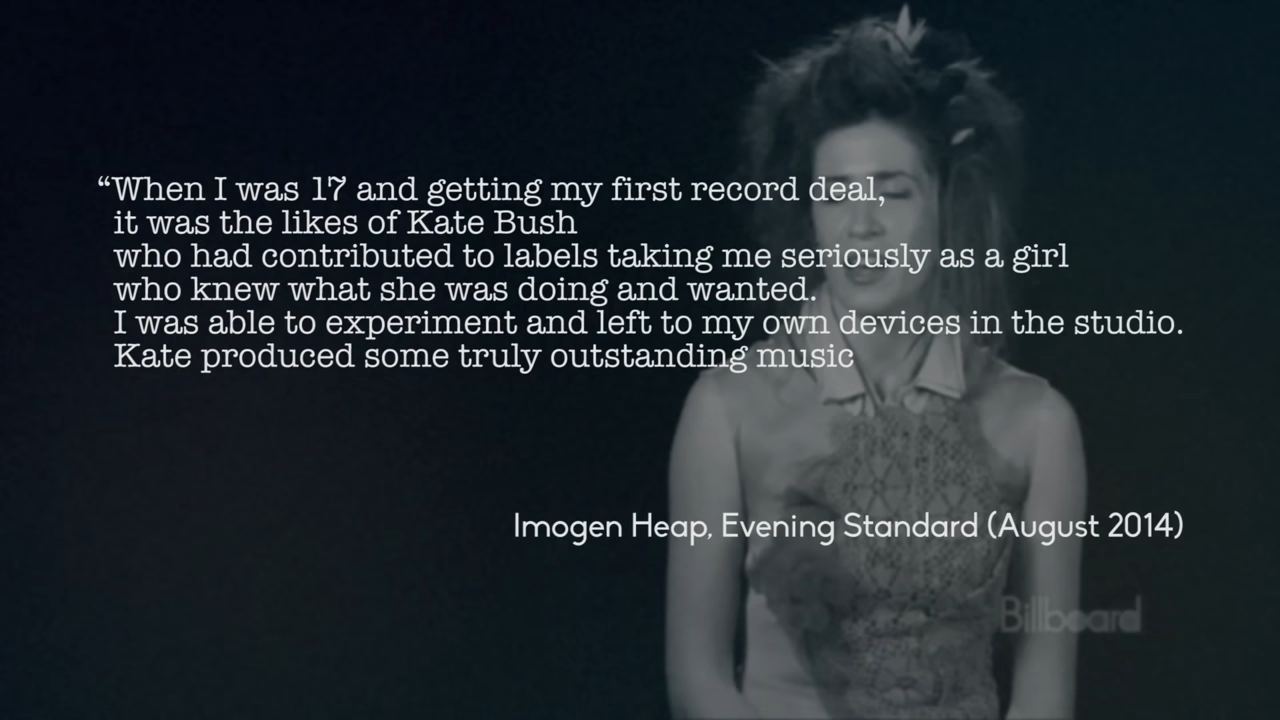 “When I was 17 and getting my first record deal,
it was the likes of Kate Bush
who had contributed to labels taking me seriously as a girl
who knew what she was doing and wanted.
I was able to experiment and left to my own devices in the studio.
Kate produced some truly outstanding music
Imogen Heap, Evening Standard (August 2014)
Billboard